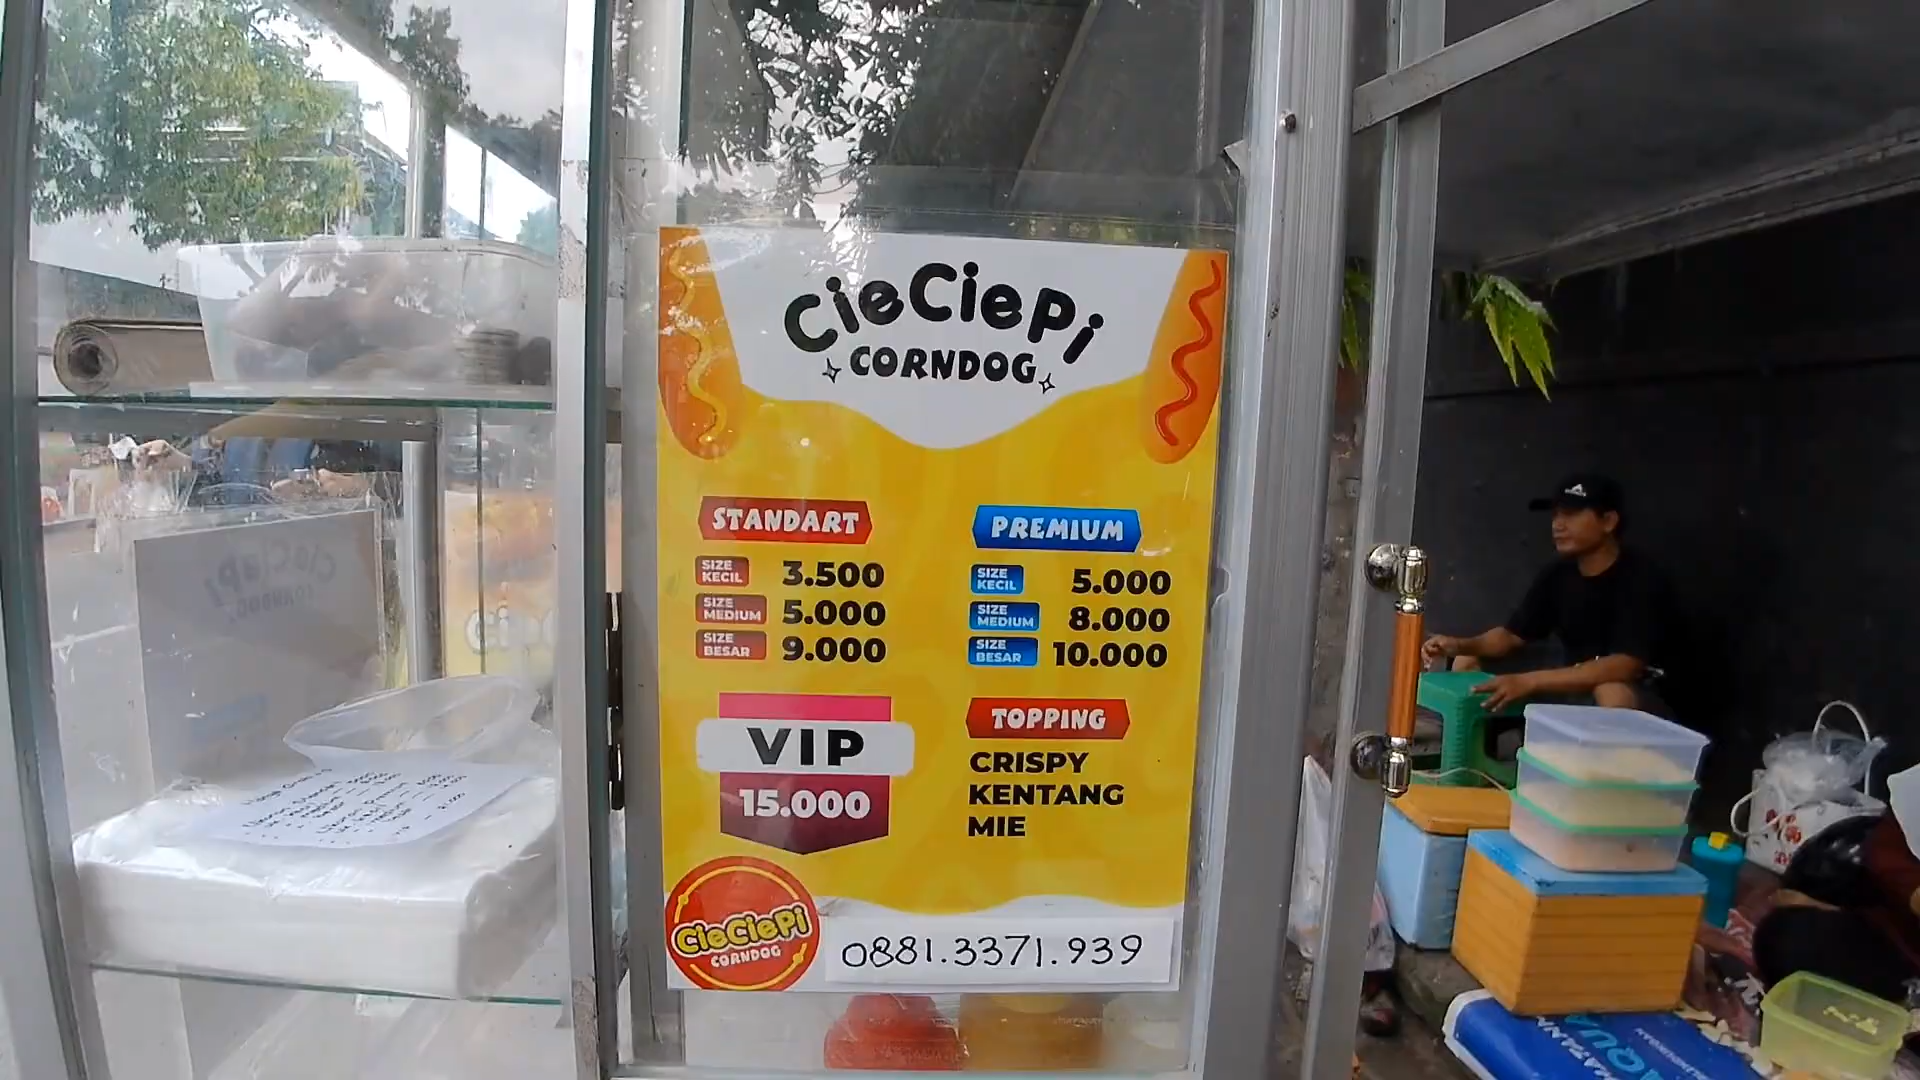 CieCiePi
CORNDOG
STANDART
SIZE
KECIL
3.500
SIZE
MEDIUM
5.000
SIZE
BESAR
9.000
PREMIUM
SIZE
KECIL
5.000
SIZE
MEDIUM
8.000
SIZE
BESAR
10.000
VIP
15.000
TOPPING
CRISPY
KENTANG
MIE
CieCiePi
CORNDOG
0881.3371.939